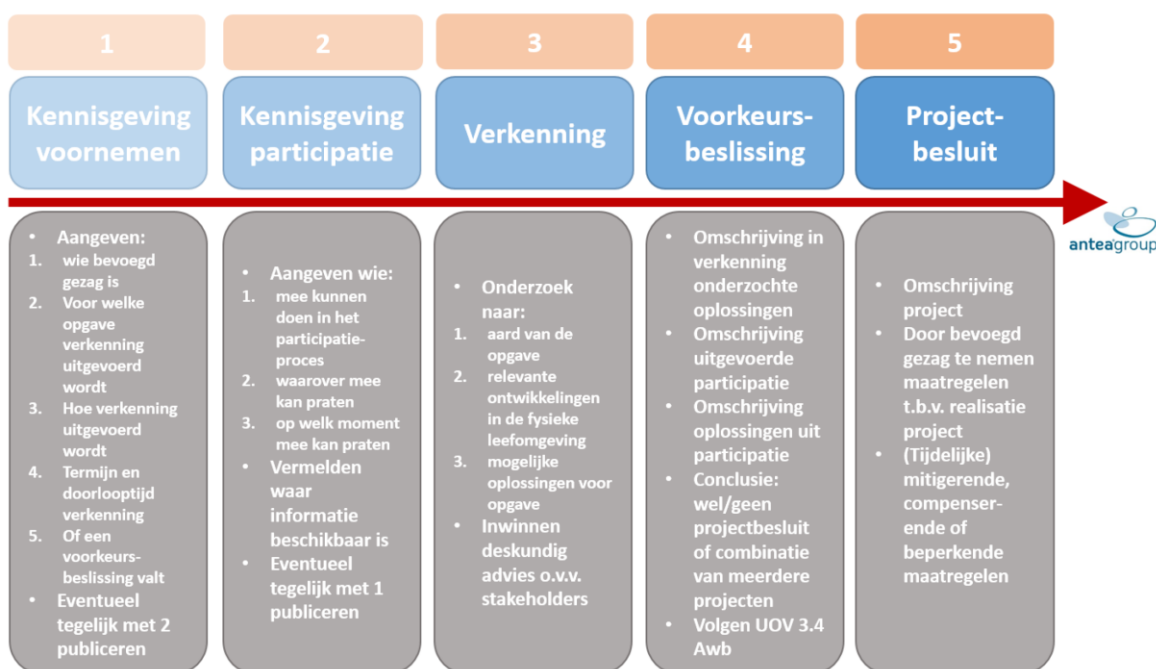 1
Kennisgeving
voornemen
2
Kennisgeving
participatie
3
Verkenning
4
Voorkeurs-
beslissing
5
Project-
besluit
anteagroup
• Aangeven:
1. wie bevoegd
gezag is
2. Voor welke
opgave
verkenning
uitgevoerd
wordt
3. Hoe verkenning
uitgevoerd
wordt
4. Termijn en
doorlooptijd
verkenning
5. Of een
voorkeurs-
beslissing valt
• Eventueel
tegelijk met 2
publiceren
• Aangeven wie:
1. mee kunnen
doen in het
participatie-
proces
2. waarover mee
kan praten
3. op welk moment
mee kan praten
• Vermelden
waar
informatie
beschikbaar is
• Eventueel
tegelijk met 1
publiceren
• Onderzoek
naar:
1. aard van de
opgave
2. relevante
ontwikkelingen
in de fysieke
leefomgeving
3. mogelijke
oplossingen voor
opgave
• Inwinnen
deskundig
advies o.v.v.
stakeholders
• Omschrijving in
verkenning
onderzochte
oplossingen
• Omschrijving
uitgevoerde
participatie
• Omschrijving
oplossingen uit
participatie
• Conclusie:
wel/geen
projectbesluit
of combinatie
van meerdere
projecten
• Volgen UOV 3.4
Awb
• Omschrijving
project
• Door bevoegd
gezag te nemen
maatregelen
t.b.v. realisatie
project
• (Tijdelijke)
mitigerende,
compenser-
ende of
beperkende
maatregelen